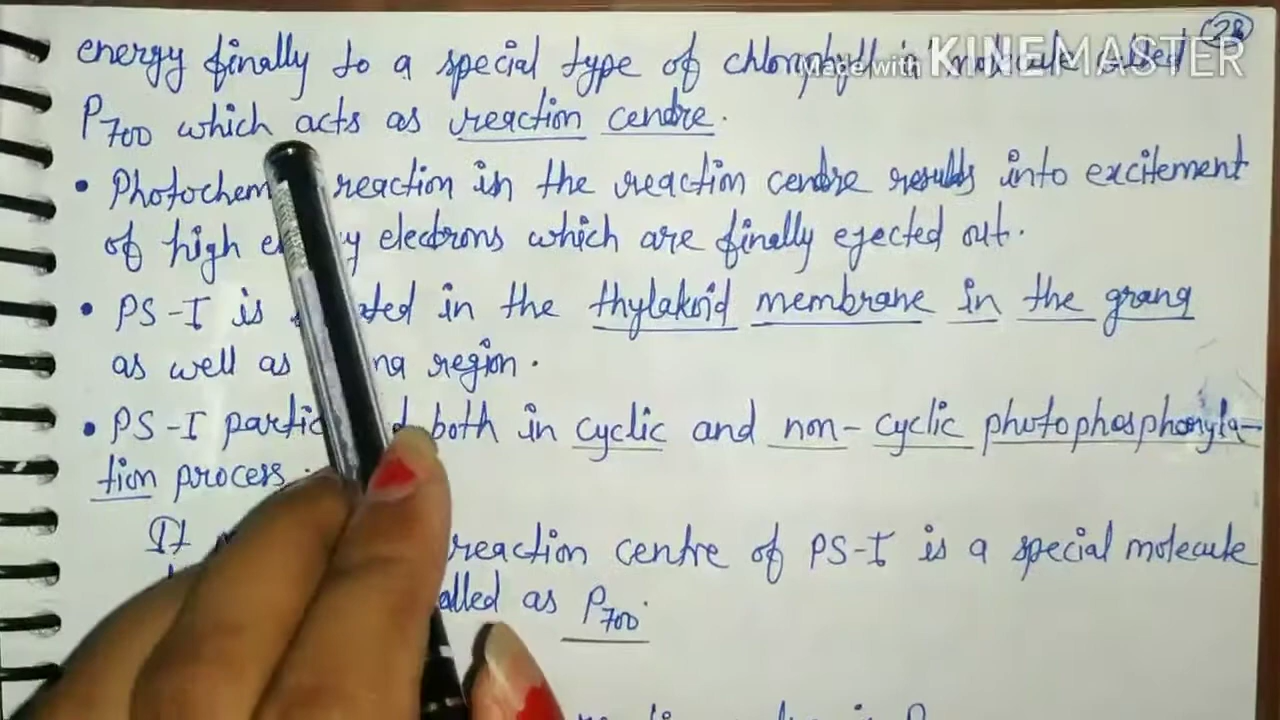 28
energy finally to a special type of chlorophyll molecule called
Made with KINEMASTER
P700 which acts as reaction centre.
• Photochem reaction in the reaction centre results into excitement
of high electrons which are finally ejected out.
• PS-I is in the thylakoid membrane in the grana
as well as region.
• PS-I both in cyclic and non-cyclic photophosphoryla-
tion process.
It reaction centre of PS-I is a special molecule
as P700.